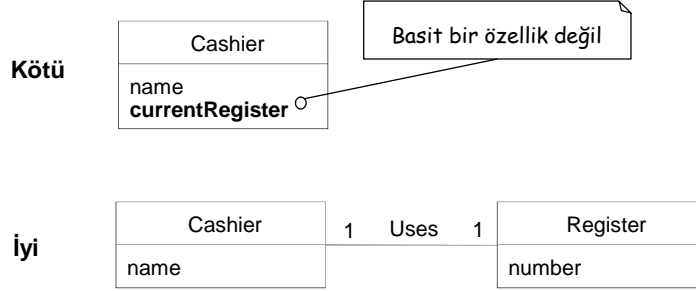 Basit bir özellik değil
Kötü
Cashier
name
currentRegister
İyi
Cashier
name
1 Uses 1
Register
number